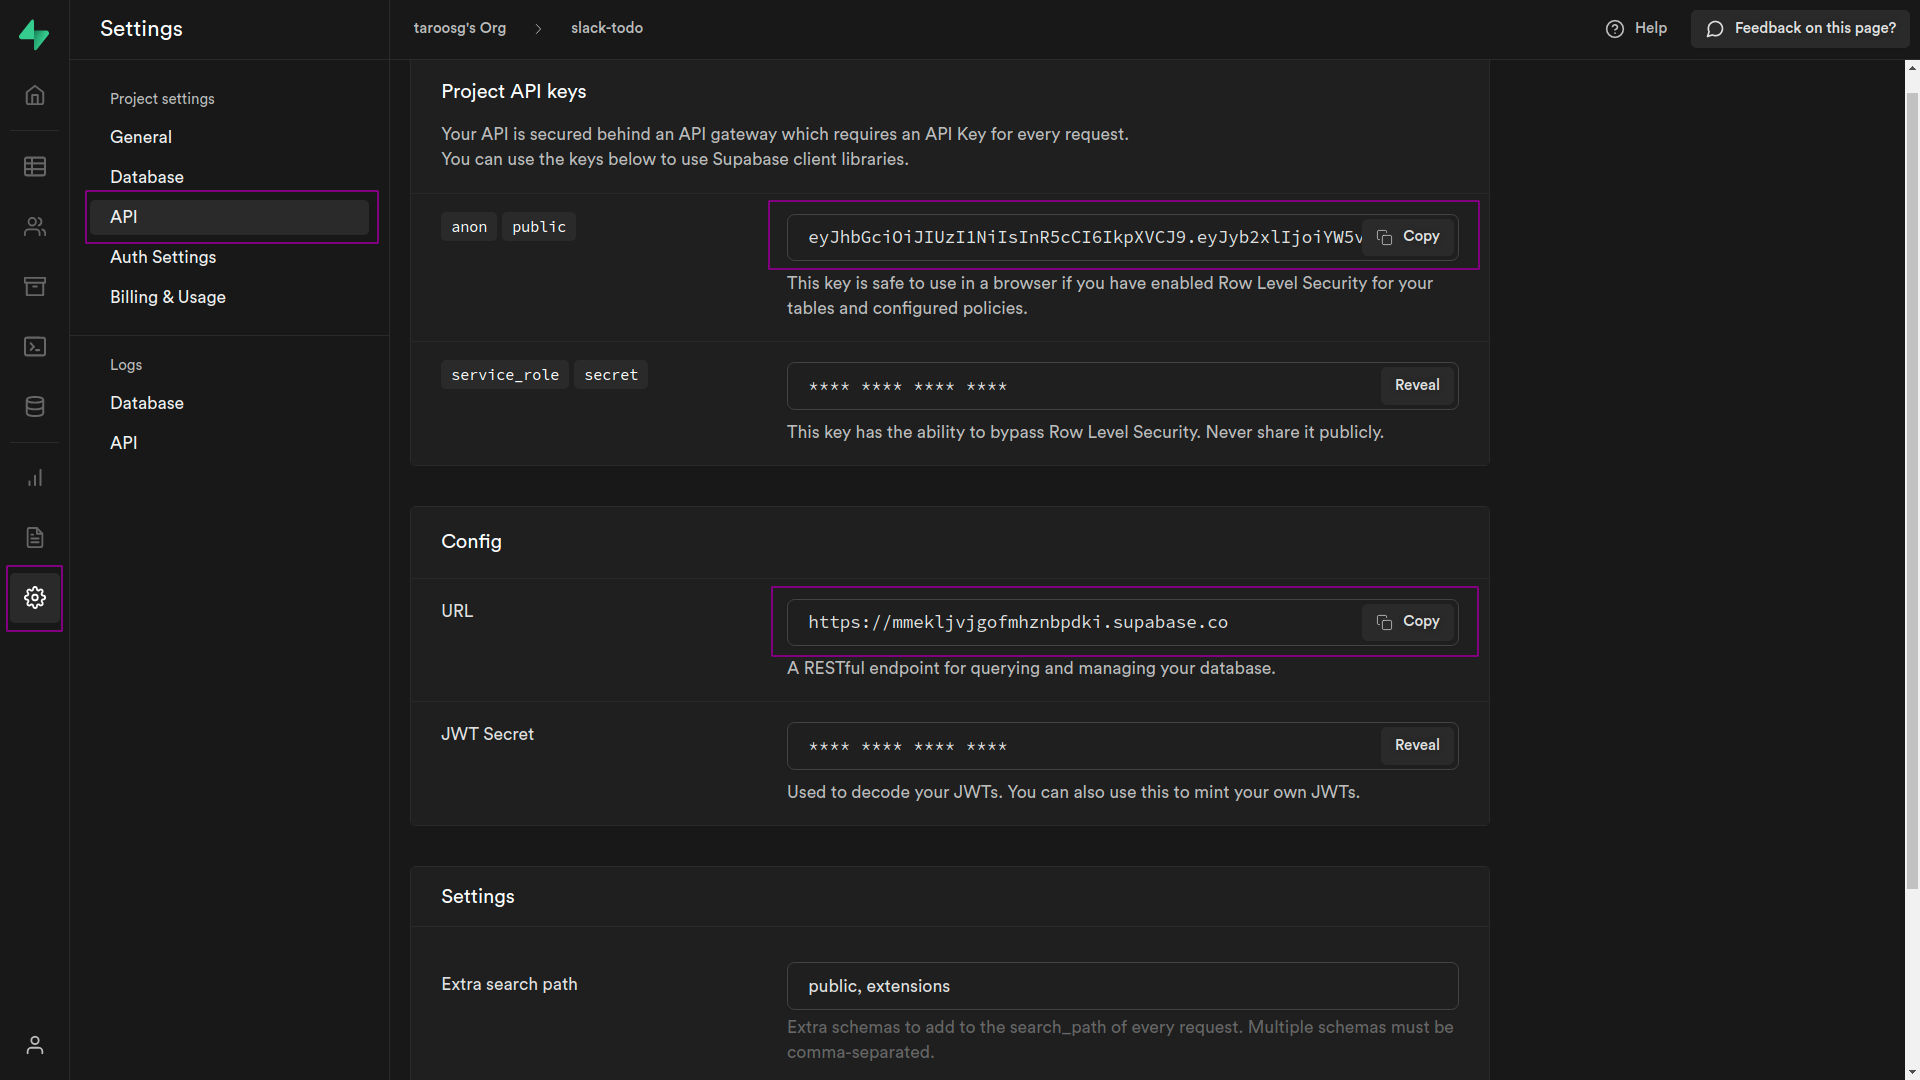 Settings
taroosg's Org
slack-todo
Help
Feedback on this page?
Project settings
General
Database
API
Auth Settings
Billing & Usage
Logs
Database
API
Project API keys
Your API is secured behind an API gateway which requires an API Key for every request.
You can use the keys below to use Supabase client libraries.
anon public
eyJhbGciOiJIUzI1NiIsInR5cCI6IkpXVCJ9.eyJyb2xlIjoiYW5v
Copy
This key is safe to use in a browser if you have enabled Row Level Security for your
tables and configured policies.
service_role secret
**** **** **** ****
Reveal
This key has the ability to bypass Row Level Security. Never share it publicly.
Config
URL
https://mmekljvjgofmhznbpdki.supabase.co
Copy
A RESTful endpoint for querying and managing your database.
JWT Secret
**** **** **** ****
Reveal
Used to decode your JWTs. You can also use this to mint your own JWTs.
Settings
Extra search path
public, extensions
Extra schemas to add to the search_path of every request. Multiple schemas must be
comma-separated.